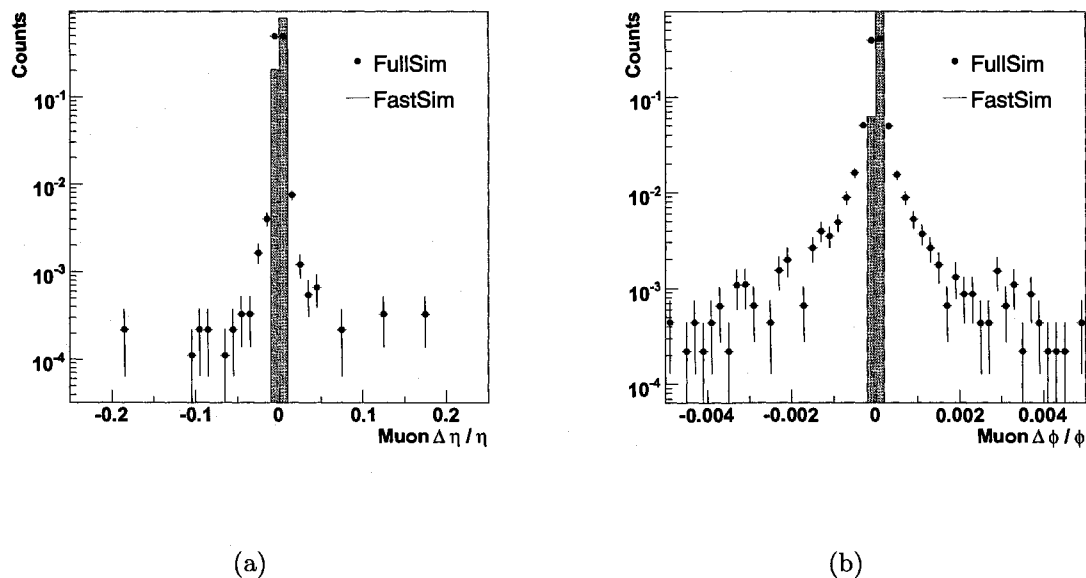 Counts
FullSim
FastSim
10⁻¹
10⁻²
10⁻³
10⁻⁴
-0.2 -0.1 0 0.1 0.2
Muon Δ η / η
(a)
Counts
FullSim
FastSim
10⁻¹
10⁻²
10⁻³
10⁻⁴
-0.004 -0.002 0 0.002 0.004
Muon Δ ϕ / ϕ
(b)